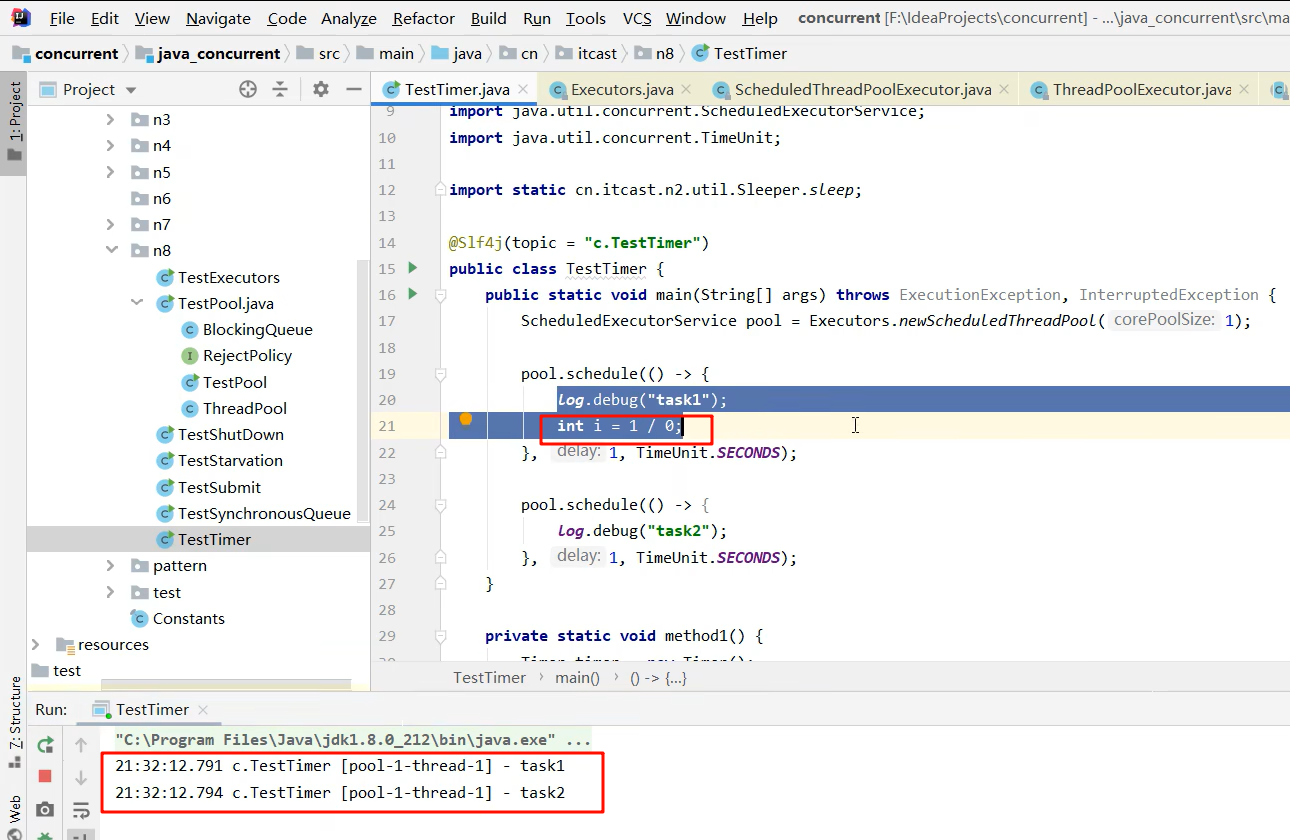 File Edit View Navigate Code Analyze Refactor Build Run Tools VCS Window Help concurrent [F:\IdeaProjects\concurrent] - ...\java_concurrent\src\ma
concurrent java_concurrent src main java cn itcast n8 TestTimer
1: Project
Project
TestTimer.java Executors.java ScheduledThreadPoolExecutor.java ThreadPoolExecutor.java
n3
n4
n5
n6
n7
n8
TestExecutors
TestPool.java
BlockingQueue
RejectPolicy
TestPool
ThreadPool
TestShutDown
TestStarvation
TestSubmit
TestSynchronousQueue
TestTimer
pattern
test
Constants
resources
test
9 import java.util.concurrent.ScheduledExecutorService;
10 import java.util.concurrent.TimeUnit;
11
12 import static cn.itcast.n2.util.Sleeper.sleep;
13
14 @Slf4j(topic = "c.TestTimer")
15 public class TestTimer {
16 public static void main(String[] args) throws ExecutionException, InterruptedException {
17 ScheduledExecutorService pool = Executors.newScheduledThreadPool( corePoolSize: 1);
18
19 pool.schedule(() -> {
20 log.debug("task1");
21 int i = 1 / 0;
22 }, delay: 1, TimeUnit.SECONDS);
23
24 pool.schedule(() -> {
25 log.debug("task2");
26 }, delay: 1, TimeUnit.SECONDS);
27 }
28
29 private static void method1() {
30 Timer timer = new Timer();
TestTimer main() () -> {...}
Z: Structure
Web
Run: TestTimer
"C:\Program Files\Java\jdk1.8.0_212\bin\java.exe" ...
21:32:12.791 c.TestTimer [pool-1-thread-1] - task1
21:32:12.794 c.TestTimer [pool-1-thread-1] - task2